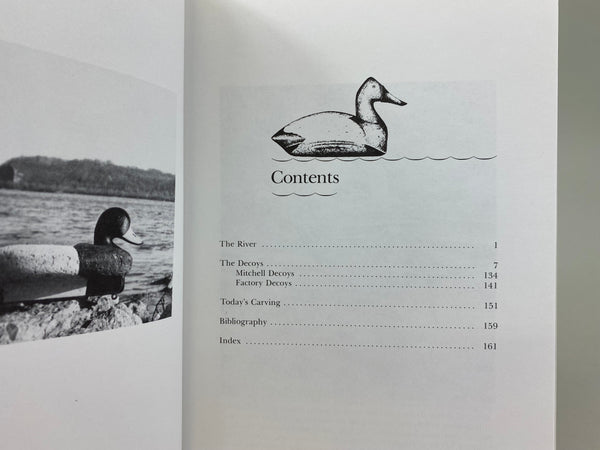 Contents
The River 1
The Decoys 7
Mitchell Decoys 134
Factory Decoys 141
Today's Carving 151
Bibliography 159
Index 161